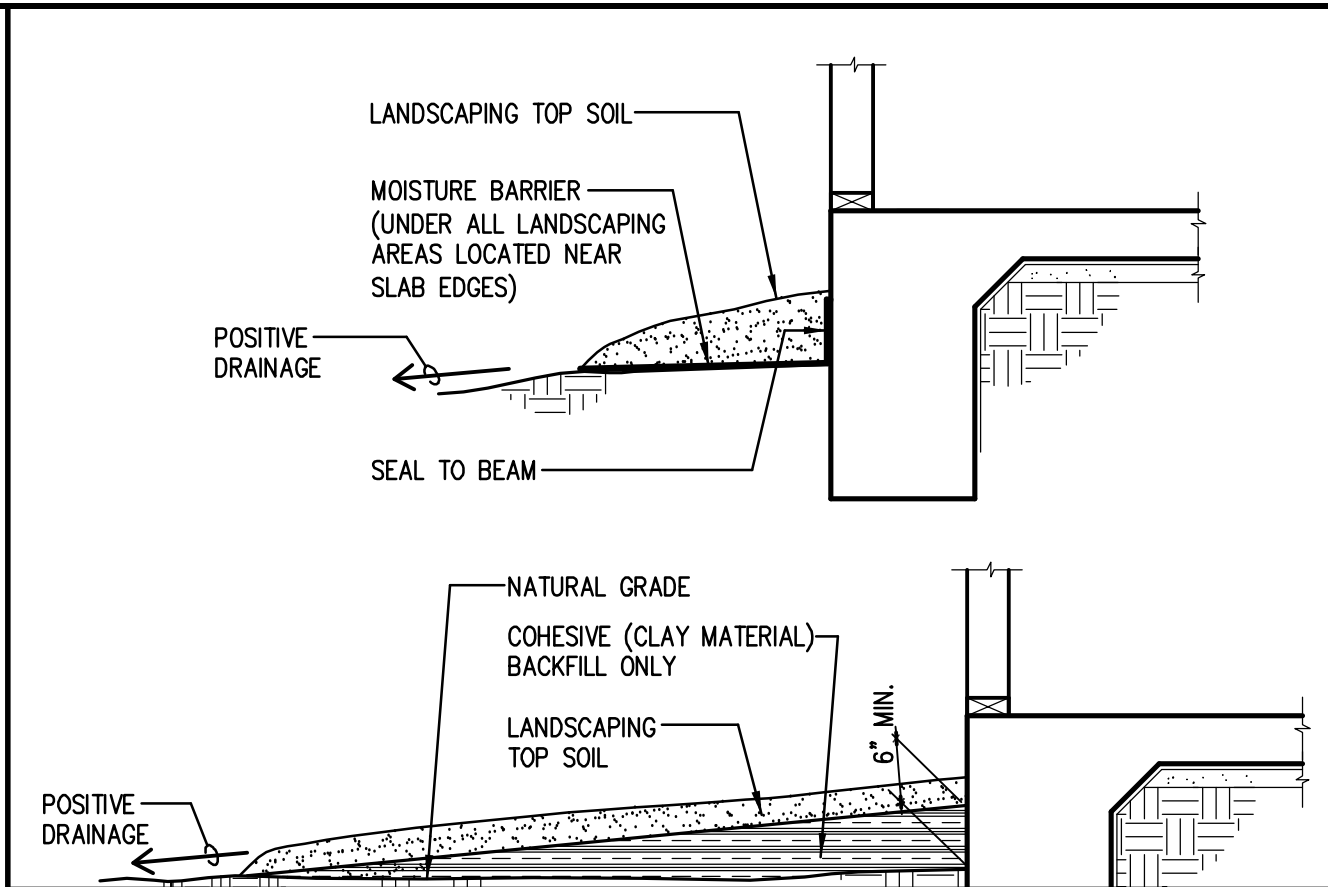 LANDSCAPING TOP SOIL
MOISTURE BARRIER
(UNDER ALL LANDSCAPING
AREAS LOCATED NEAR
SLAB EDGES)
POSITIVE
DRAINAGE
SEAL TO BEAM
NATURAL GRADE
COHESIVE (CLAY MATERIAL)
BACKFILL ONLY
6" MIN.
LANDSCAPING
TOP SOIL
POSITIVE
DRAINAGE